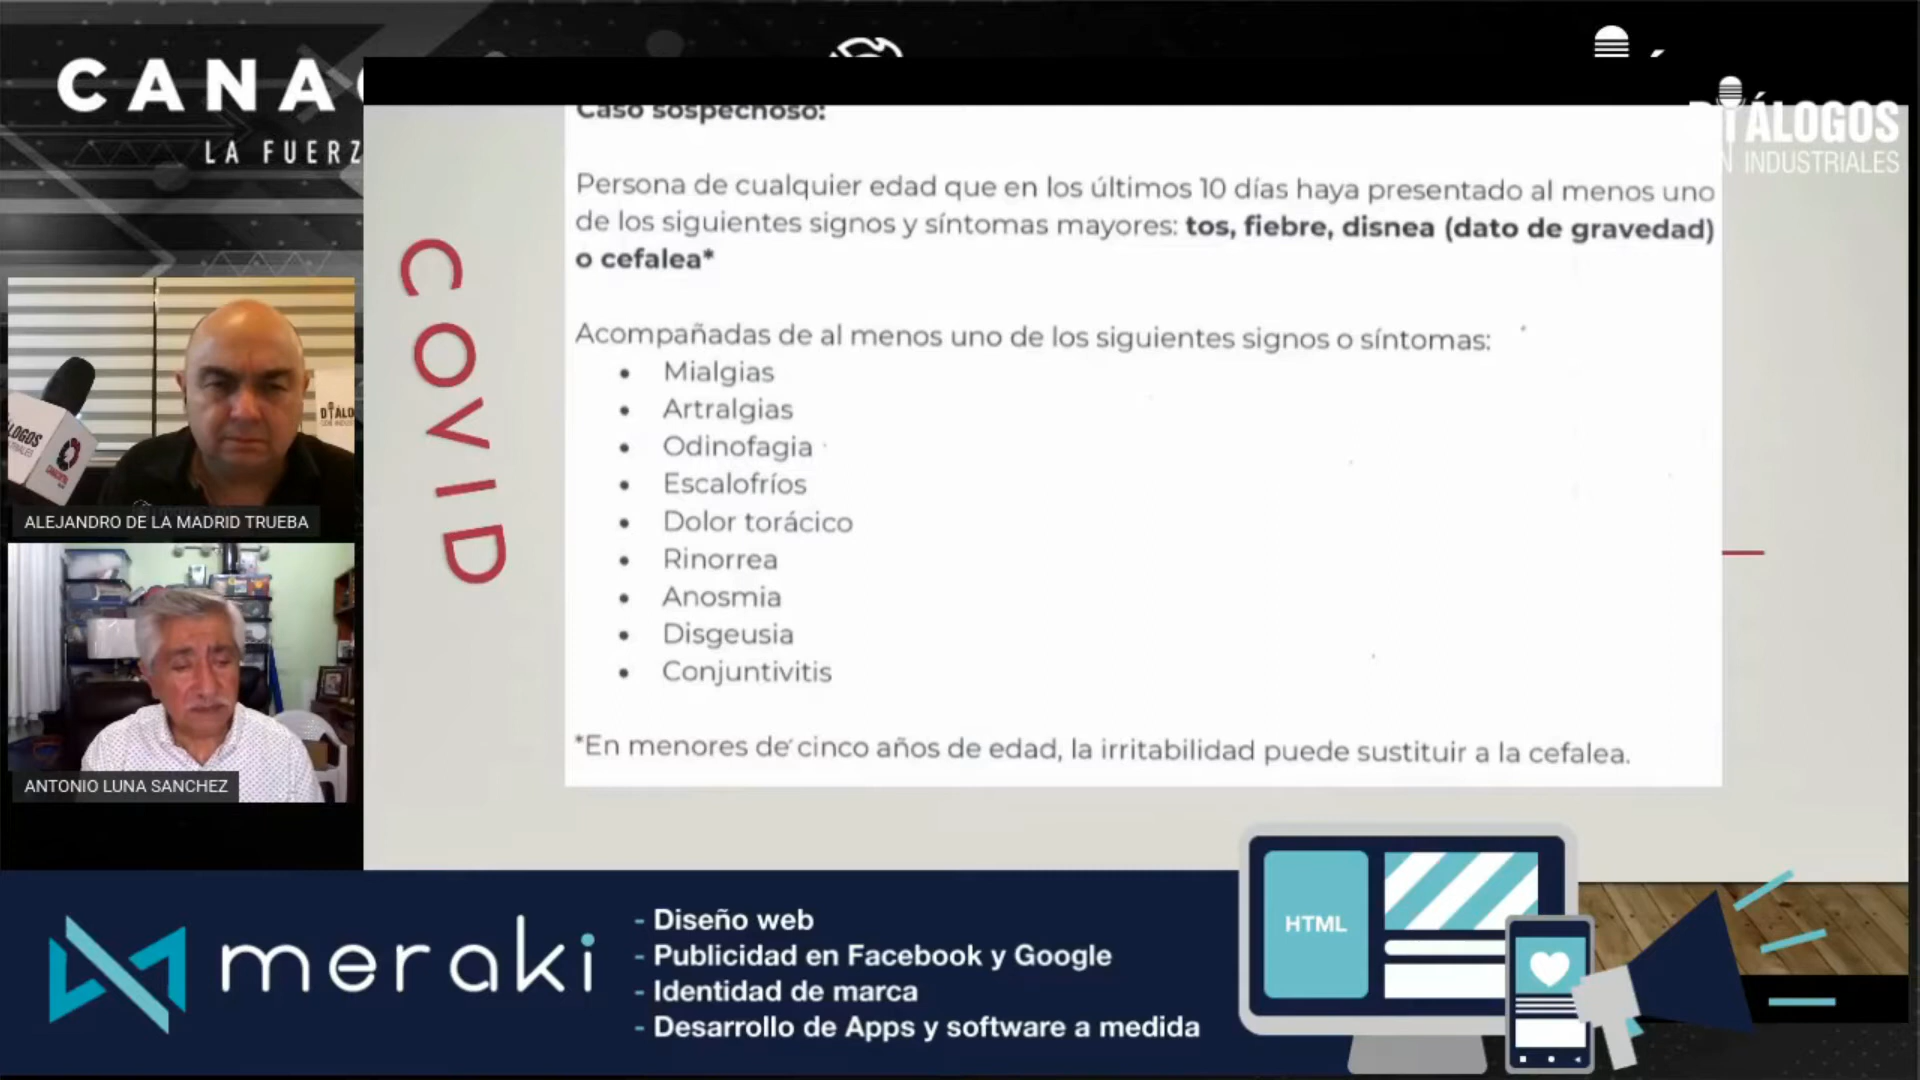 CANA
LA FUERZ
DIÁLOGOS
INDUSTRIALES
Caso sospechoso:
Persona de cualquier edad que en los últimos 10 días haya presentado al menos uno
de los siguientes signos y síntomas mayores: tos, fiebre, disnea (dato de gravedad)
o cefalea*
Acompañadas de al menos uno de los siguientes signos o síntomas:
• Mialgias
• Artralgias
• Odinofagia
• Escalofríos
• Dolor torácico
• Rinorrea
• Anosmia
• Disgeusia
• Conjuntivitis
*En menores de cinco años de edad, la irritabilidad puede sustituir a la cefalea.
COVID
ALEJANDRO DE LA MADRID TRUEBA
ANTONIO LUNA SANCHEZ
meraki
- Diseño web
- Publicidad en Facebook y Google
- Identidad de marca
- Desarrollo de Apps y software a medida
HTML